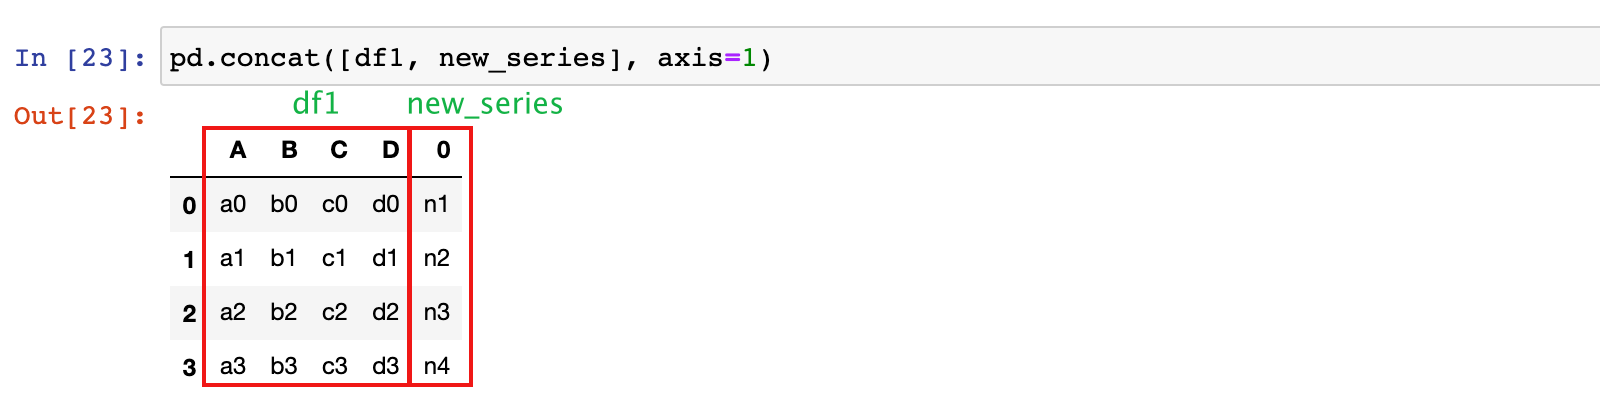 In [23]: pd.concat([df1, new_series], axis=1)
Out[23]:
df1 new_series
A B C D 0
0 a0 b0 c0 d0 n1
1 a1 b1 c1 d1 n2
2 a2 b2 c2 d2 n3
3 a3 b3 c3 d3 n4